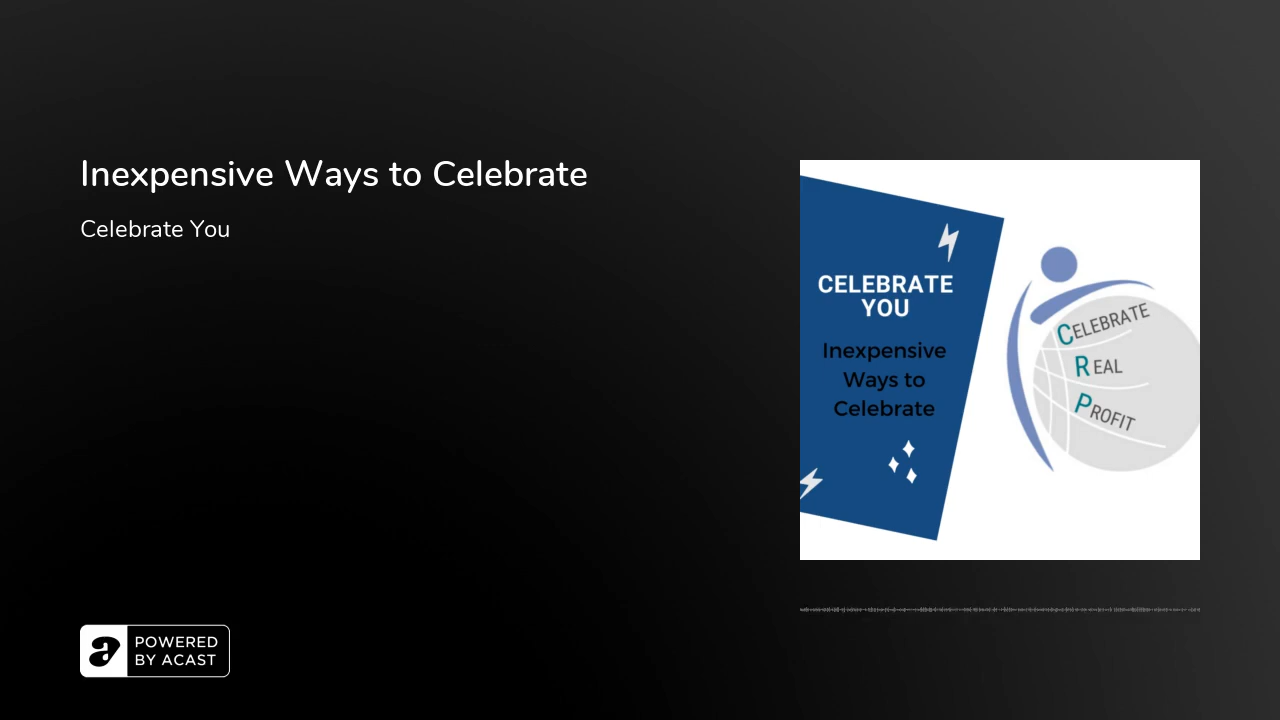 Inexpensive Ways to Celebrate
Celebrate You
CELEBRATE
YOU
Inexpensive
Ways to
Celebrate
CELEBRATE
REAL
PROFIT
a POWERED
BY ACAST